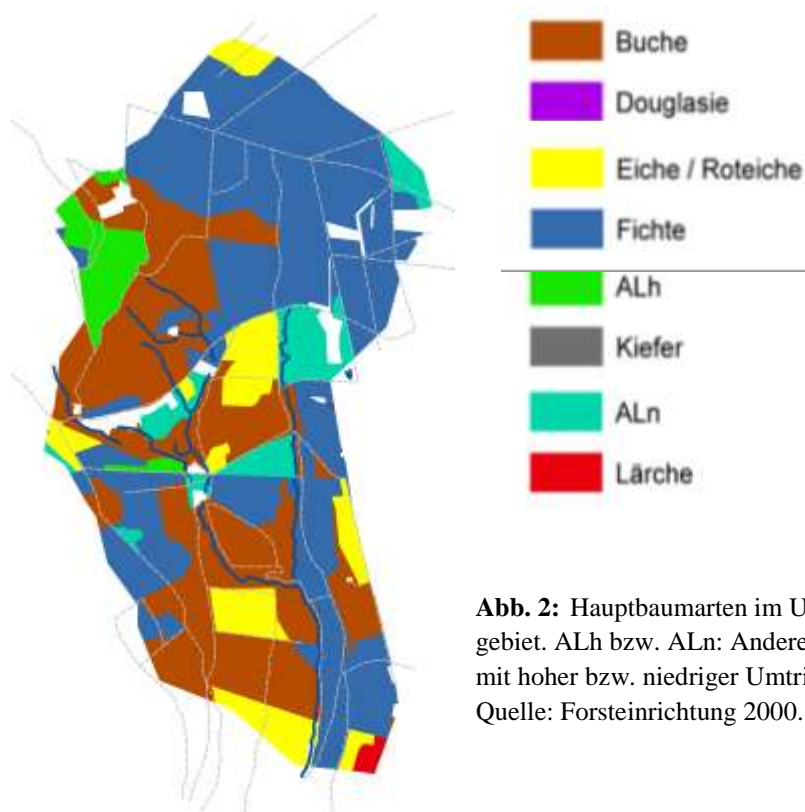 Buche
Douglasie
Eiche / Roteiche
Fichte
ALh
Kiefer
ALn
Lärche
Abb. 2: Hauptbaumarten im U
gebiet. ALh bzw. ALn: Andere
mit hoher bzw. niedriger Umtri
Quelle: Forsteinrichtung 2000.